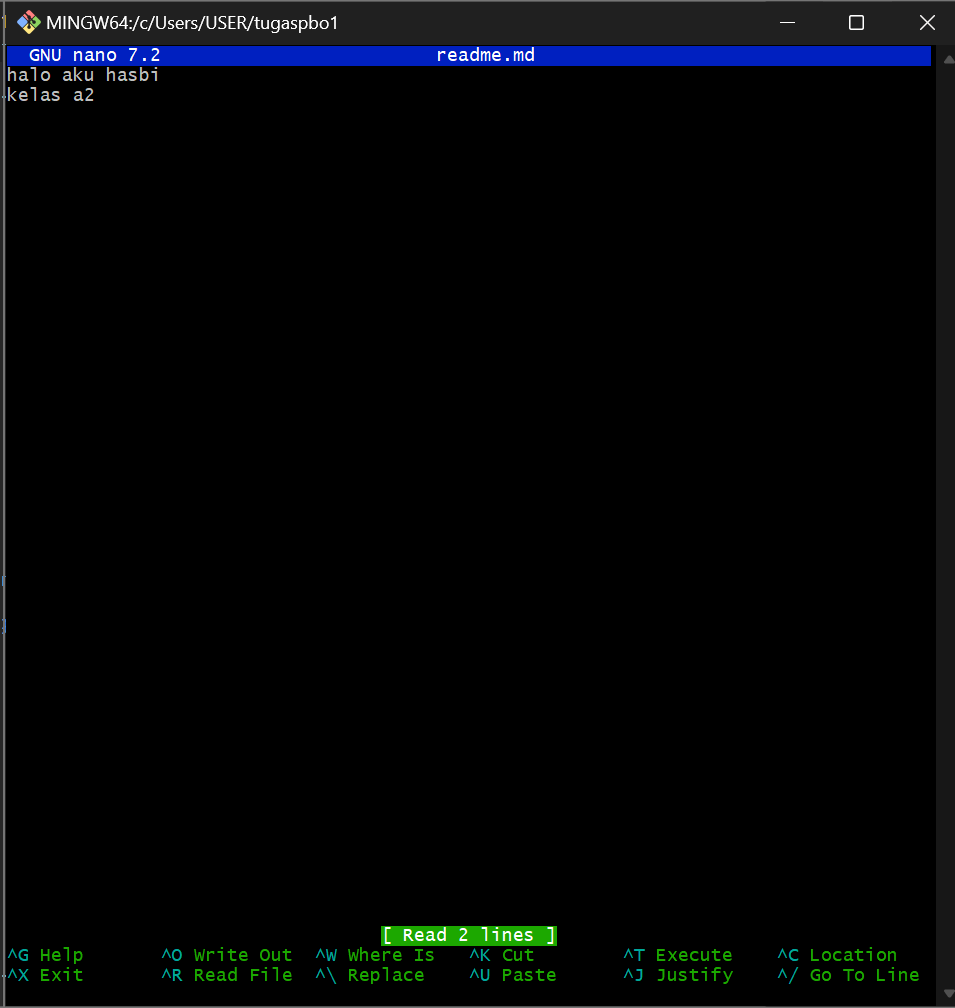 MINGW64:/c/Users/USER/tugaspbo1
GNU nano 7.2 readme.md
halo aku hasbi
kelas a2
[ Read 2 lines ]
^G Help ^O Write Out ^W Where Is ^K Cut ^T Execute ^C Location
^X Exit ^R Read File ^\ Replace ^U Paste ^J Justify ^/ Go To Line